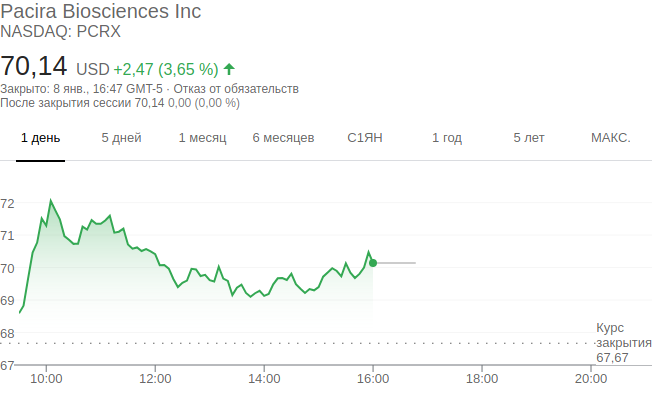 Pacira Biosciences Inc
NASDAQ: PCRX
70,14 USD +2,47 (3,65 %)
Закрыто: 8 янв., 16:47 GMT-5 · Отказ от обязательств
После закрытия сессии 70,14 0,00 (0,00 %)
1 день 5 дней 1 месяц 6 месяцев С1ЯН 1 год 5 лет МАКС.
72
71
70
69
68
Курс
закрытия
67,67
67
10:00 12:00 14:00 16:00 18:00 20:00